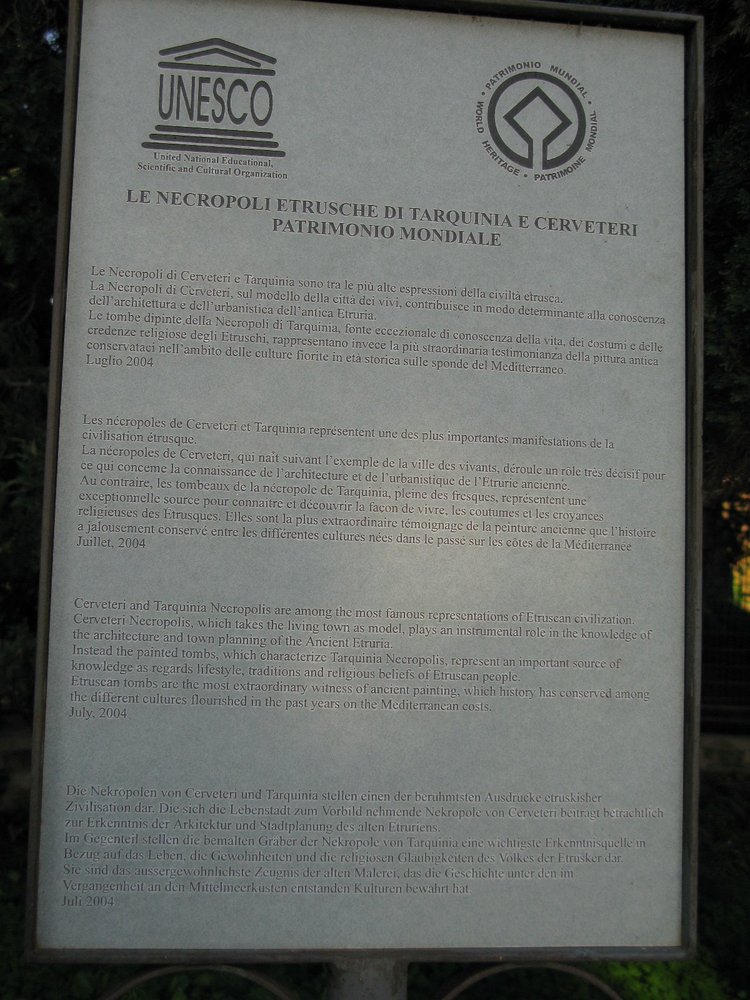 UNESCO
United National Educational,
Scientific and Cultural Organization
PATRIMONIO MUNDIAL • WORLD HERITAGE • PATRIMOINE MONDIAL •
LE NECROPOLI ETRUSCHE DI TARQUINIA E CERVETERI
PATRIMONIO MONDIALE
Le Necropoli di Cerveteri e Tarquinia sono tra le più alte espressioni della civiltà etrusca.
La Necropoli di Cerveteri, sul modello della città dei vivi, contribuisce in modo determinante alla conoscenza
dell'architettura e dell'urbanistica dell'antica Etruria.
Le tombe dipinte della Necropoli di Tarquinia, fonte eccezionale di conoscenza della vita, dei costumi e delle
credenze religiose degli Etruschi, rappresentano invece la più straordinaria testimonianza della pittura antica
conservataci nell'ambito delle culture fiorite in età storica sulle sponde del Meditterraneo.
Luglio 2004
Les nécropoles de Cerveteri et Tarquinia représentent une des plus importantes manifestations de la
civilisation étrusque.
La nécropoles de Cerveteri, qui naît suivant l'exemple de la ville des vivants, déroule un role très décisif pour
ce qui concerne la connaissance de l'architecture et de l'urbanistique de l'Etrurie ancienne.
Au contraire, les tombeaux de la nécropole de Tarquinia, pleine des fresques, représentent une
exceptionnelle source pour connaitre et découvrir la façon de vivre, les coutumes et les croyances
religieuses des Etrusques. Elles sont la plus extraordinaire témoignage de la peinture ancienne que l'histoire
a jalousement conservé entre les différentes cultures nées dans le passé sur les côtes de la Méditerranée
Juillet, 2004
Cerveteri and Tarquinia Necropolis are among the most famous representations of Etruscan civilization.
Cerveteri Necropolis, which takes the living town as model, plays an instrumental role in the knowledge of
the architecture and town planning of the Ancient Etruria.
Instead the painted tombs, which characterize Tarquinia Necropolis, represent an important source of
knowledge as regards lifestyle, traditions and religious beliefs of Etruscan people.
Etruscan tombs are the most extraordinary witness of ancient painting, which history has conserved among
the different cultures flourished in the past years on the Mediterranean costs.
July, 2004
Die Nekropolen von Cerveteri und Tarquinia stellen einen der berühmtsten Ausdrucke etruskisher
Zivilisation dar. Die sich die Lebenstadt zum Vorbild nehmende Nekropole von Cerveteri beitragt beträchtlich
zur Erkenntnis der Arkitektur und Stadtplanung des alten Etruriens.
Im Gegenteil stellen die bemalten Gräber der Nekropole von Tarquinia eine wichtigste Erkenntnisquelle in
Bezug auf das Leben, die Gewohnheiten und die religiosen Glaubigkeiten des Volkes der Etrusker dar.
Sie sind das aussergewöhnlichste Zeugnis der alten Malerei, das die Geschichte unter den im
Vergangenheit an den Mittelmeerkusten entstanden Kulturen bewahrt hat.
Juli 2004